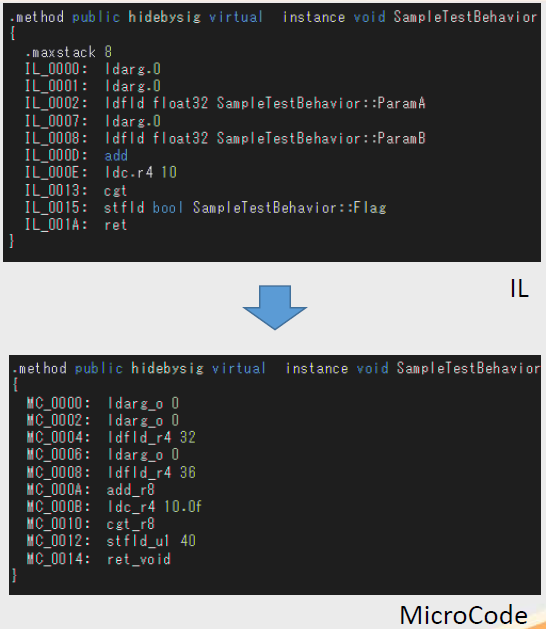 .method public hidebysig virtual  instance void SampleTestBehavior
{
.maxstack 8
IL_0000:  ldarg.0
IL_0001:  ldarg.0
IL_0002:  ldfld float32 SampleTestBehavior::ParamA
IL_0007:  ldarg.0
IL_0008:  ldfld float32 SampleTestBehavior::ParamB
IL_000D:  add
IL_000E:  ldc.r4 10
IL_0013:  cgt
IL_0015:  stfld bool SampleTestBehavior::Flag
IL_001A:  ret
}
IL
.method public hidebysig virtual  instance void SampleTestBehavior
{
MC_0000:  ldarg_o 0
MC_0002:  ldarg_o 0
MC_0004:  ldfld_r4 32
MC_0006:  ldarg_o 0
MC_0008:  ldfld_r4 36
MC_000A:  add_r8
MC_000B:  ldc_r4 10.0f
MC_0010:  cgt_r8
MC_0012:  stfld_u1 40
MC_0014:  ret_void
}
MicroCode